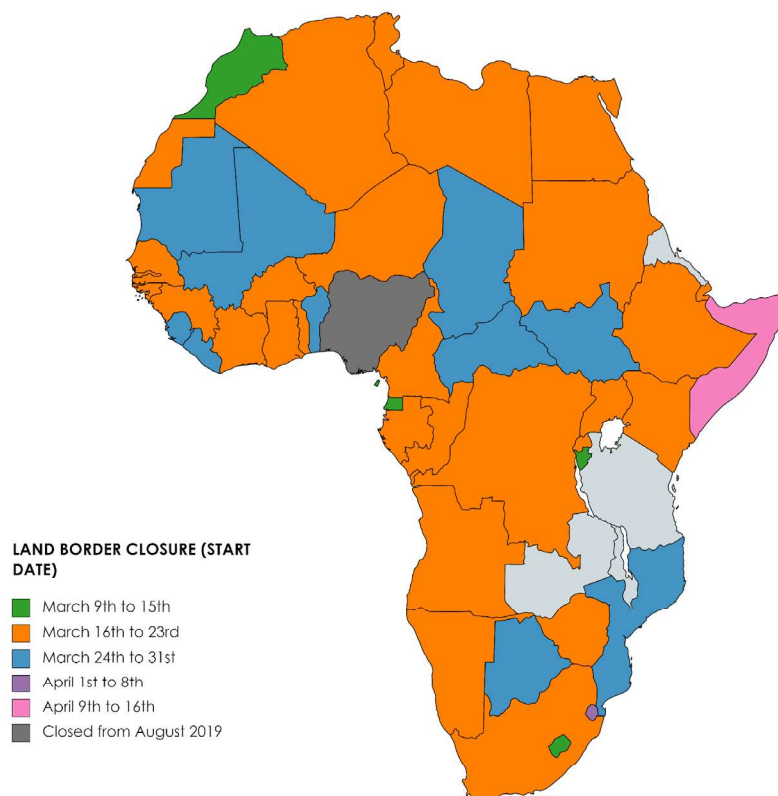 LAND BORDER CLOSURE (START
DATE)
March 9th to 15th
March 16th to 23rd
March 24th to 31st
April 1st to 8th
April 9th to 16th
Closed from August 2019